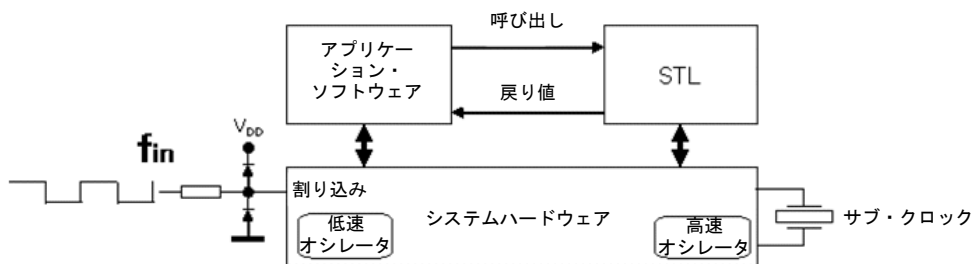 呼び出し
アプリケー
ション・
ソフトウェア
STL
戻り値
VDD
fin
割り込み
システムハードウェア
低速
オシレータ
高速
オシレータ
サブ・クロック